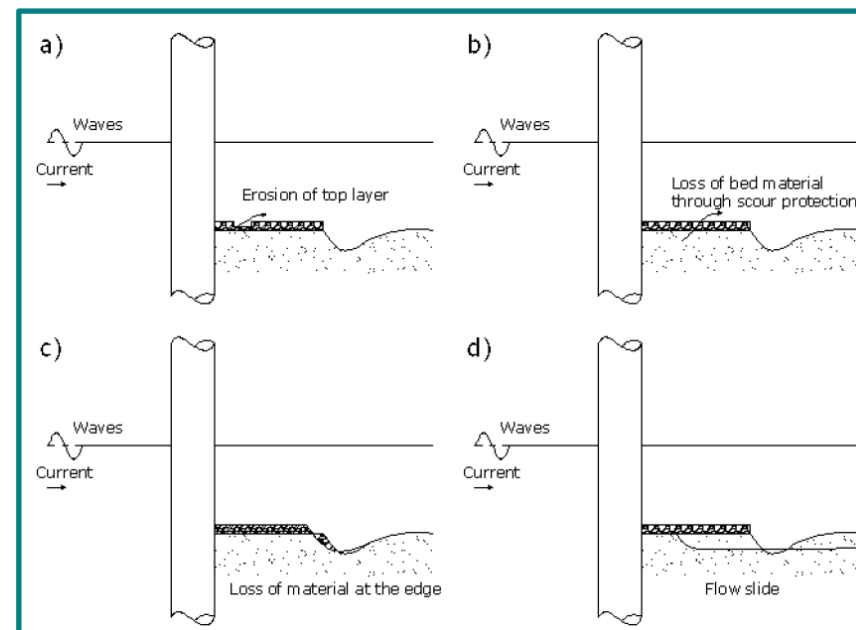 a)
Waves
Current
Erosion of top layer
b)
Waves
Current
Loss of bed material
through scour protection
c)
Waves
Current
Loss of material at the edge
d)
Waves
Current
Flow slide